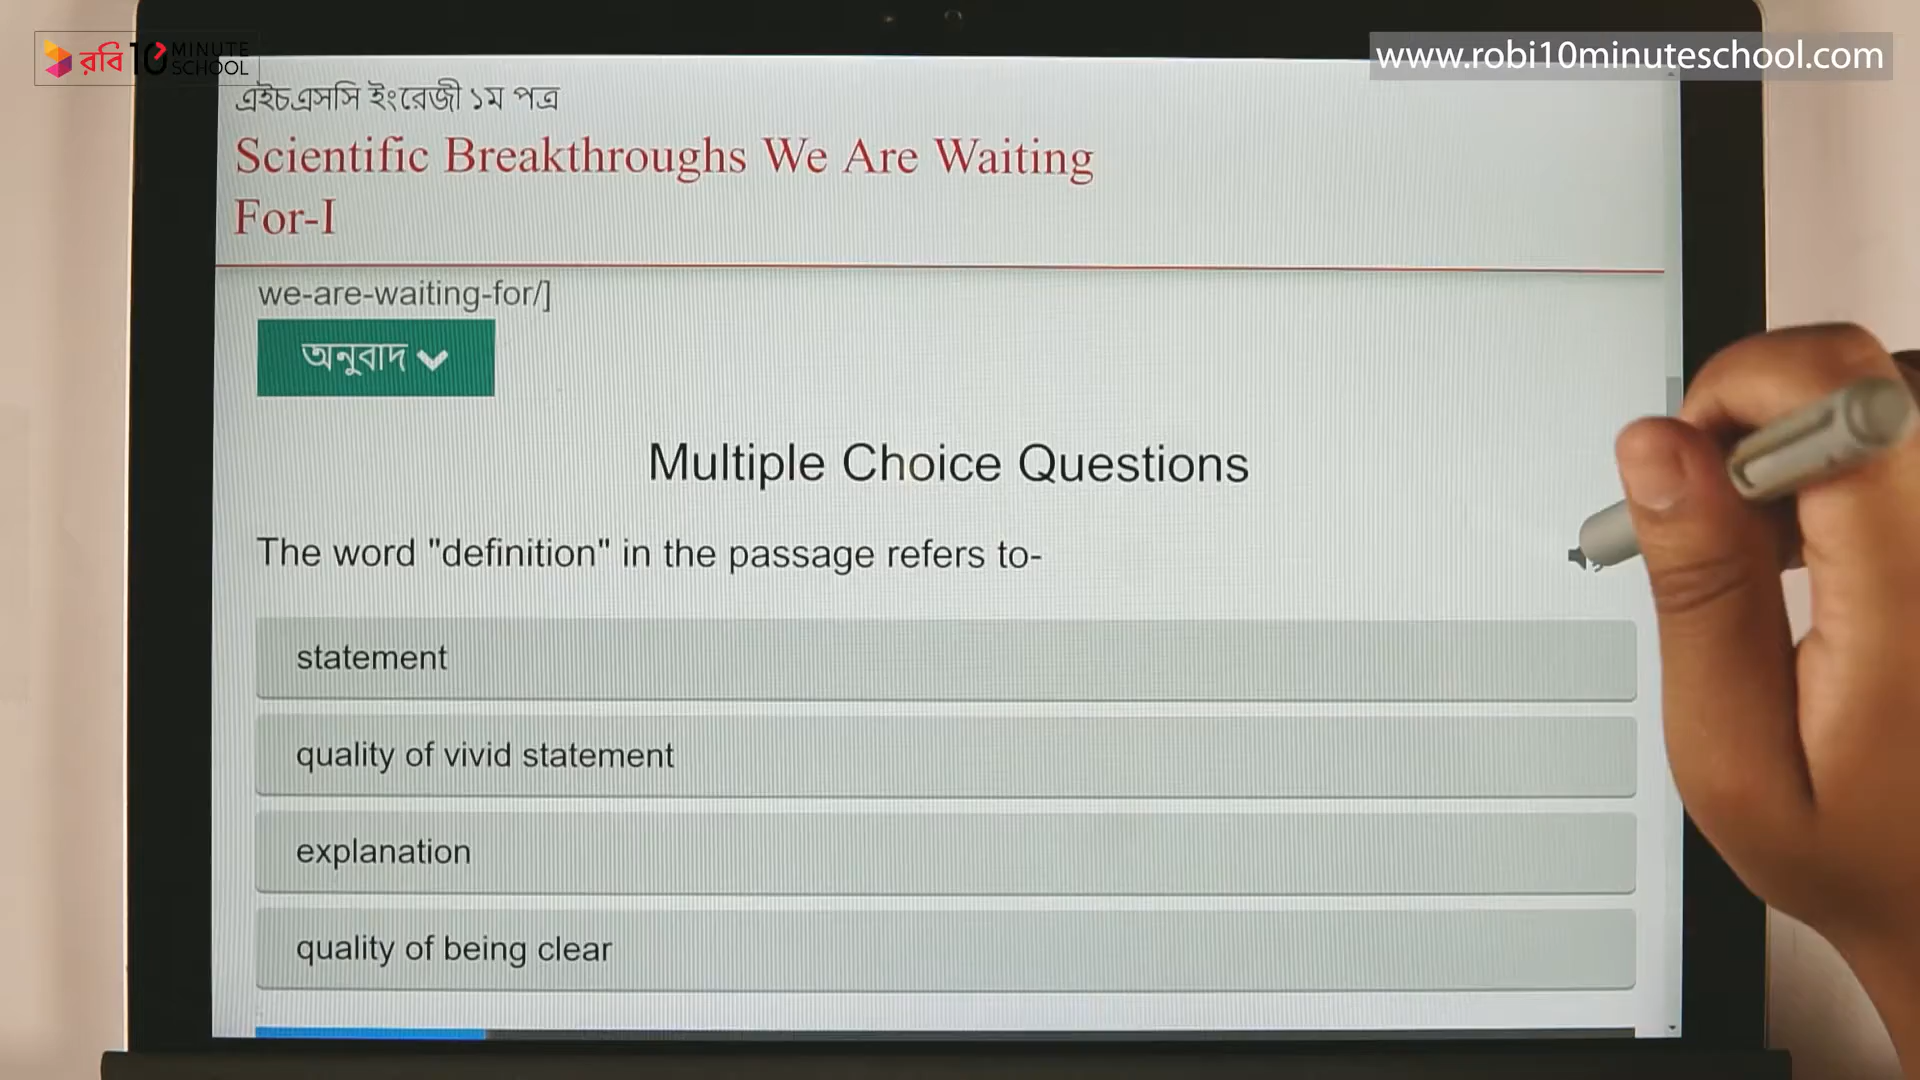 রবি 10 MINUTE SCHOOL
www.robi10minuteschool.com
এইচএসসি ইংরেজী ১ম পত্র
Scientific Breakthroughs We Are Waiting
For-I
we-are-waiting-for/]
অনুবাদ
Multiple Choice Questions
The word "definition" in the passage refers to-
statement
quality of vivid statement
explanation
quality of being clear